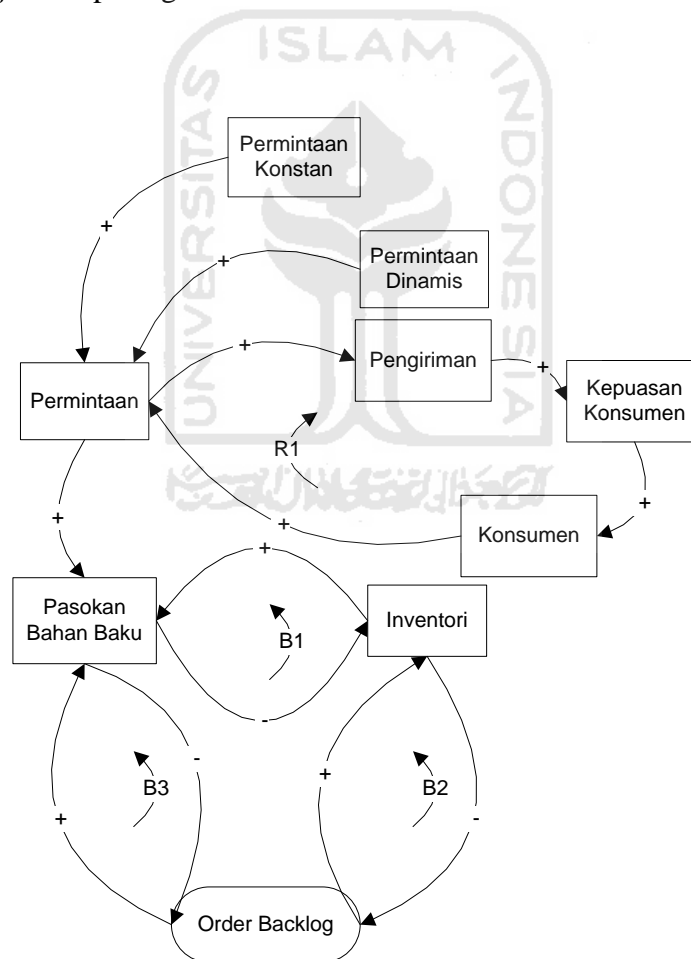 ISLAM
UNIVERSITAS
INDONESIA
Permintaan
Konstan
+
Permintaan
Dinamis
+
+
Pengiriman
+
Kepuasan
Konsumen
Permintaan
R1
+
+
Konsumen
+
+
Pasokan
Bahan Baku
B1
Inventori
-
-
+
B3
B2
+
-
Order Backlog